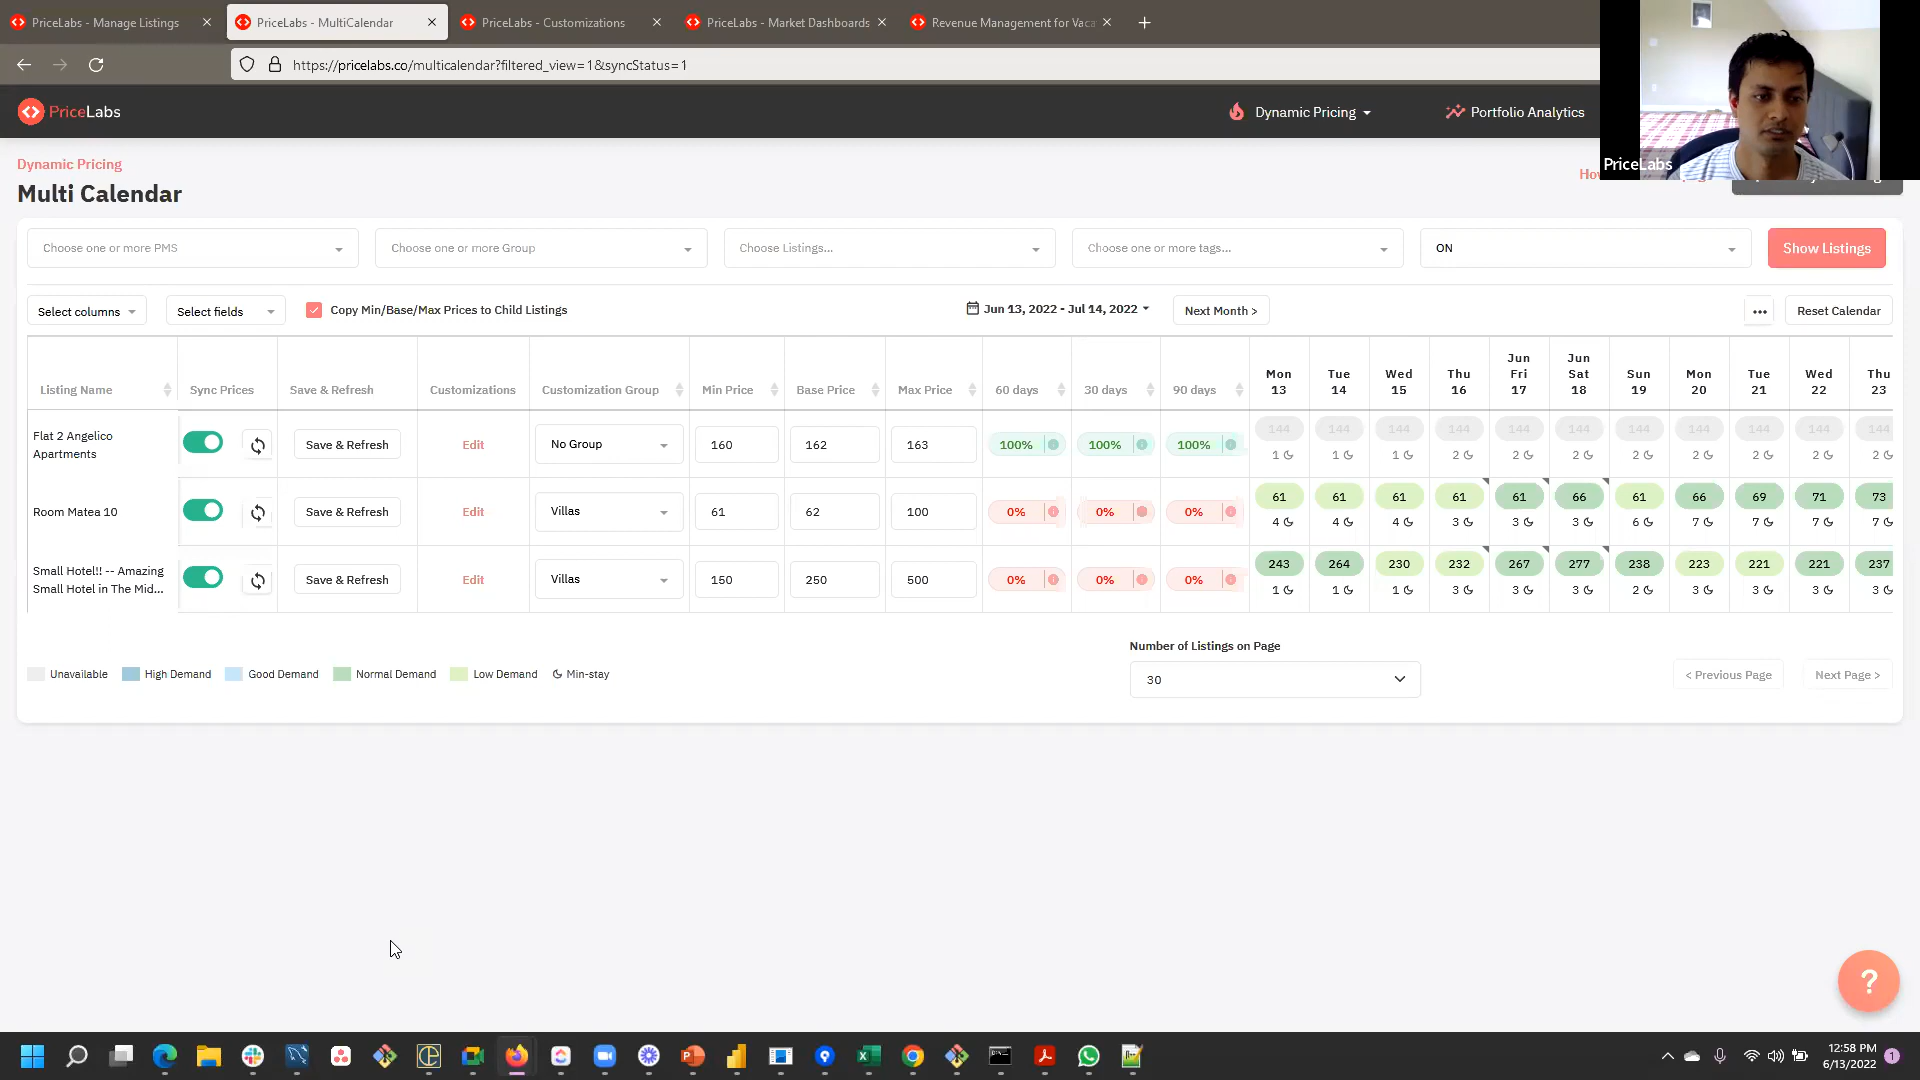 PriceLabs - Manage Listings
PriceLabs - MultiCalendar
PriceLabs - Customizations
PriceLabs - Market Dashboards
Revenue Management for Vaca
https://pricelabs.co/multicalendar?filtered_view=1&syncStatus=1
PriceLabs
Dynamic Pricing
Portfolio Analytics
PriceLabs
Dynamic Pricing
Multi Calendar
Choose one or more PMS
Choose one or more Group
Choose Listings...
Choose one or more tags...
ON
Show Listings
Select columns
Select fields
Copy Min/Base/Max Prices to Child Listings
Jun 13, 2022 - Jul 14, 2022
Next Month >
Reset Calendar
Listing Name Sync Prices Save & Refresh Customizations Customization Group Min Price Base Price Max Price 60 days 30 days 90 days
Mon 13
Tue 14
Wed 15
Thu 16
Jun Fri 17
Jun Sat 18
Sun 19
Mon 20
Tue 21
Wed 22
Thu 23
Flat 2 Angelico
Apartments
Save & Refresh Edit No Group 160 162 163 100% 100% 100%
144 144 144 144 144 144 144 144 144 144 144
1 1 1 2 2 2 2 2 2 2 2
Room Matea 10
Save & Refresh Edit Villas 61 62 100 0% 0% 0%
61 61 61 61 61 66 61 66 69 71 73
4 4 4 3 3 3 6 7 7 7 7
Small Hotel!! -- Amazing
Small Hotel in The Mid...
Save & Refresh Edit Villas 150 250 500 0% 0% 0%
243 264 230 232 267 277 238 223 221 221 237
1 1 1 3 3 3 2 3 3 3 3
Number of Listings on Page
30
Unavailable High Demand Good Demand Normal Demand Low Demand Min-stay
< Previous Page
Next Page >
?
12:58 PM
6/13/2022
1